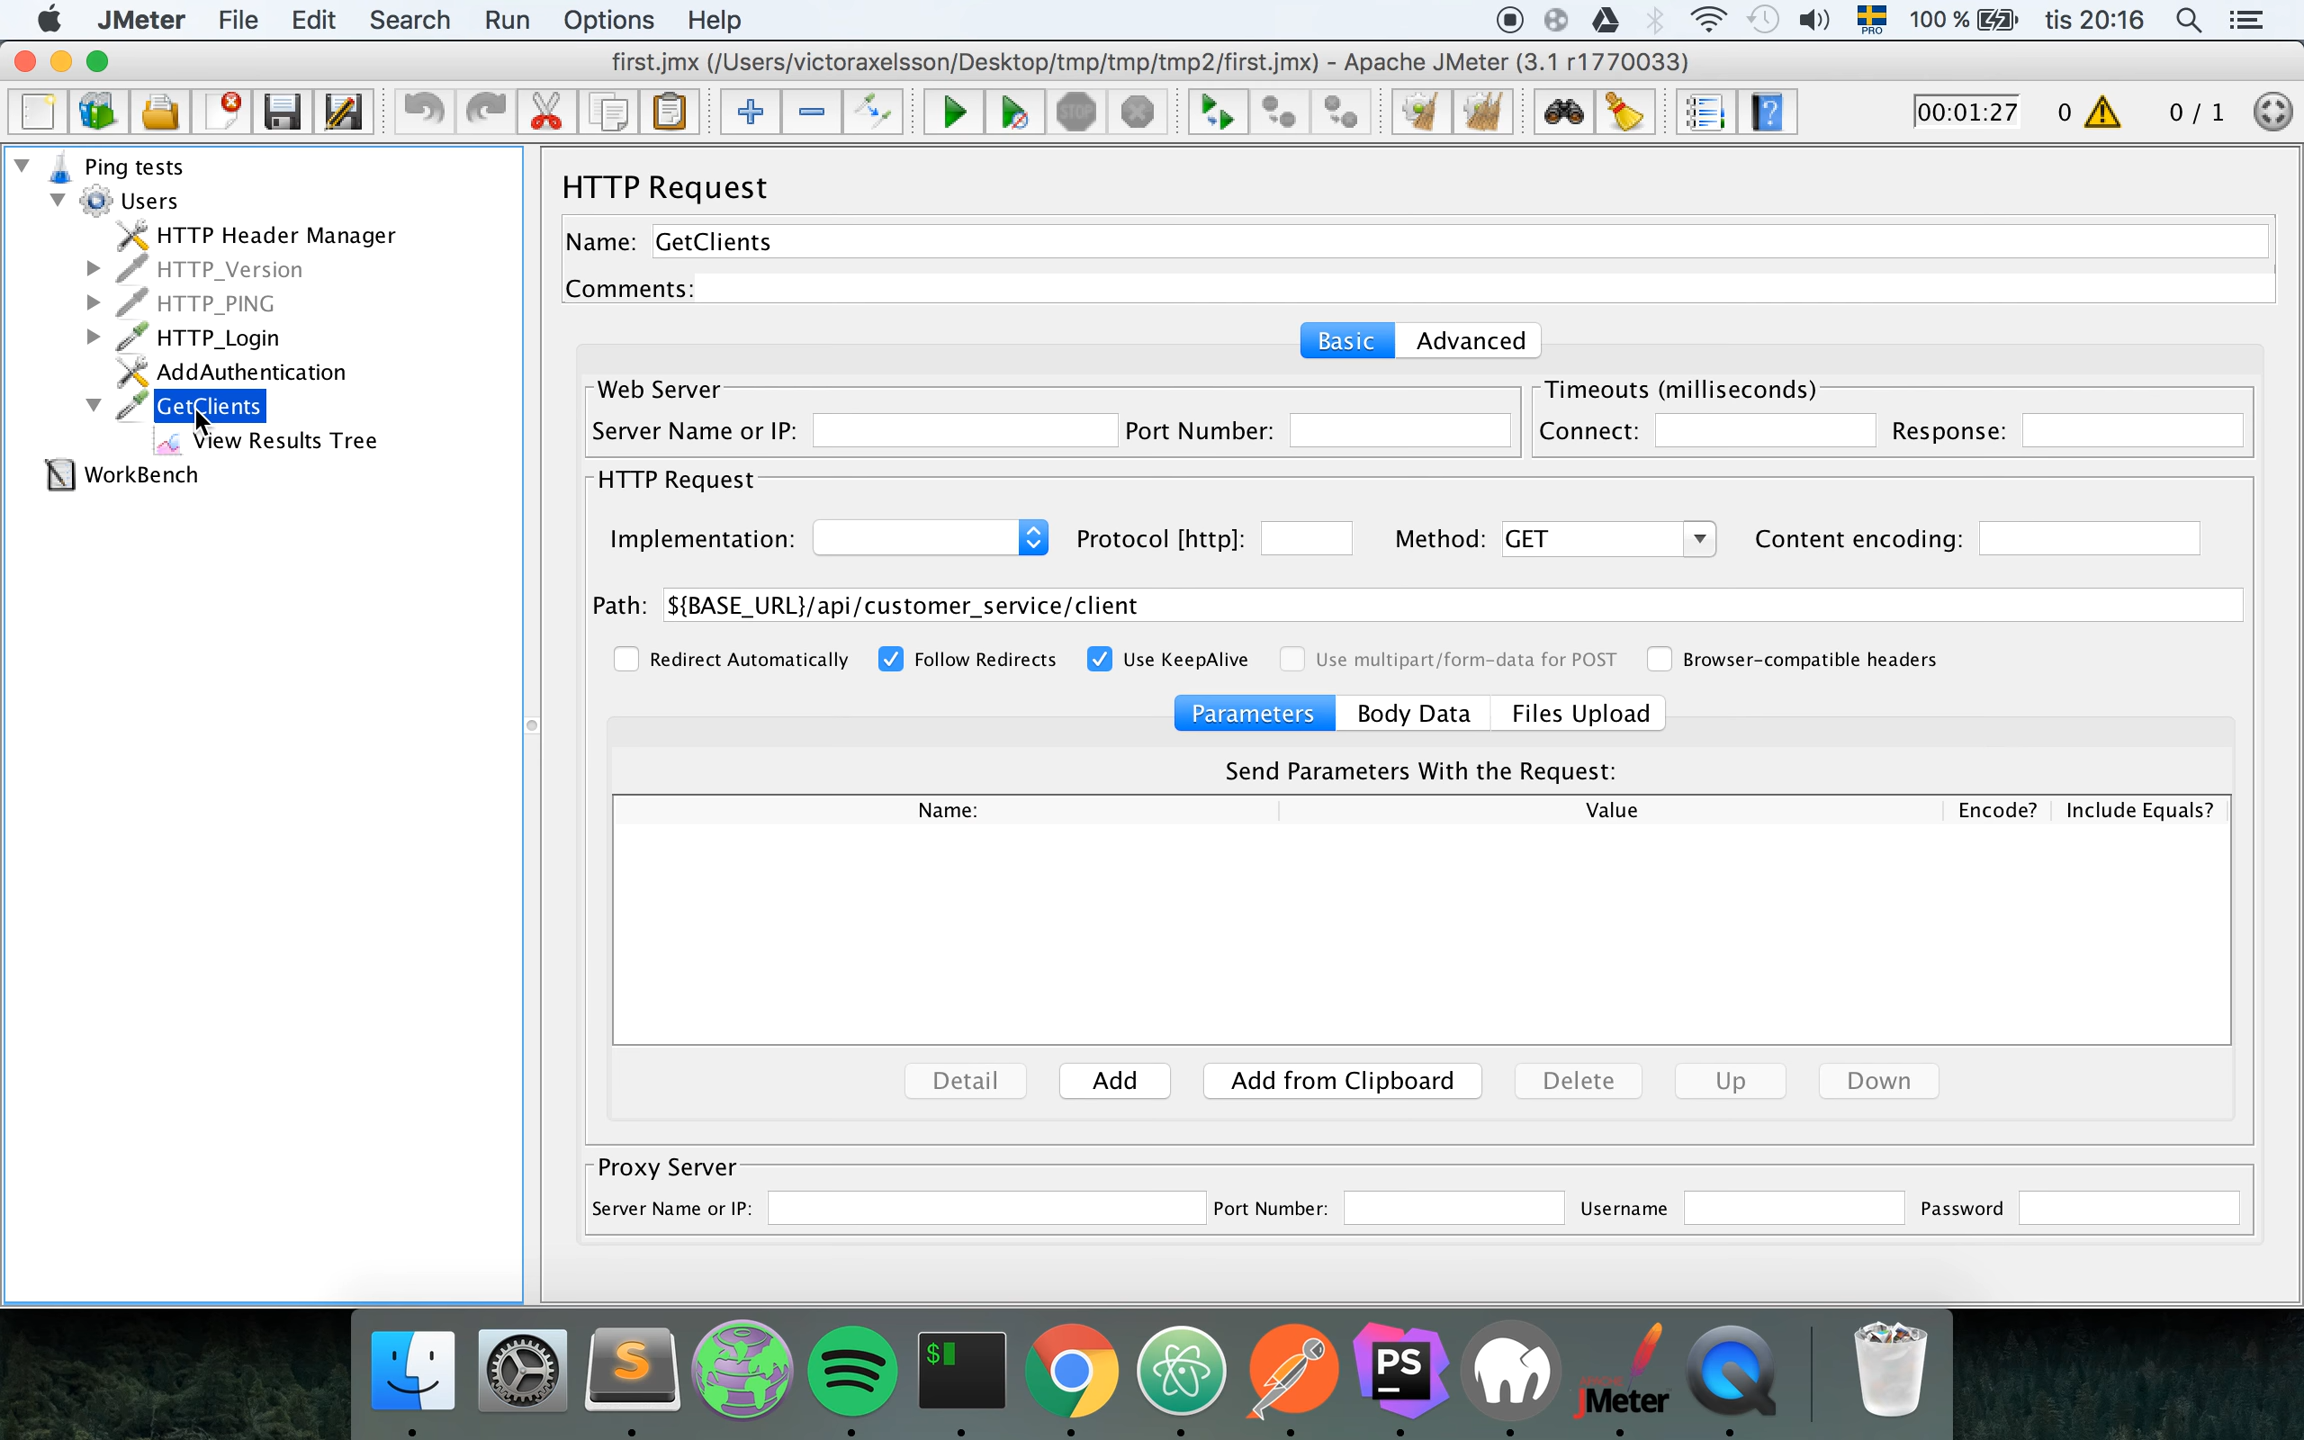 JMeter File Edit Search Run Options Help PRO 100 % tis 20:16
first.jmx (/Users/victoraxelsson/Desktop/tmp/tmp/tmp2/first.jmx) - Apache JMeter (3.1 r1770033)
STOP ? 00:01:27 0 0 / 1
Ping tests
Users
HTTP Header Manager
HTTP_Version
HTTP_PING
HTTP_Login
AddAuthentication
GetClients
View Results Tree
WorkBench
HTTP Request
Name: GetClients
Comments:
Basic Advanced
Web Server Timeouts (milliseconds)
Server Name or IP: Port Number: Connect: Response:
HTTP Request
Implementation: Protocol [http]: Method: GET Content encoding:
Path: ${BASE_URL}/api/customer_service/client
Redirect Automatically Follow Redirects Use KeepAlive Use multipart/form-data for POST Browser-compatible headers
Parameters Body Data Files Upload
Send Parameters With the Request:
Name: Value Encode? Include Equals?
Detail Add Add from Clipboard Delete Up Down
Proxy Server
Server Name or IP: Port Number: Username Password
S $ PS APACHE JMeter